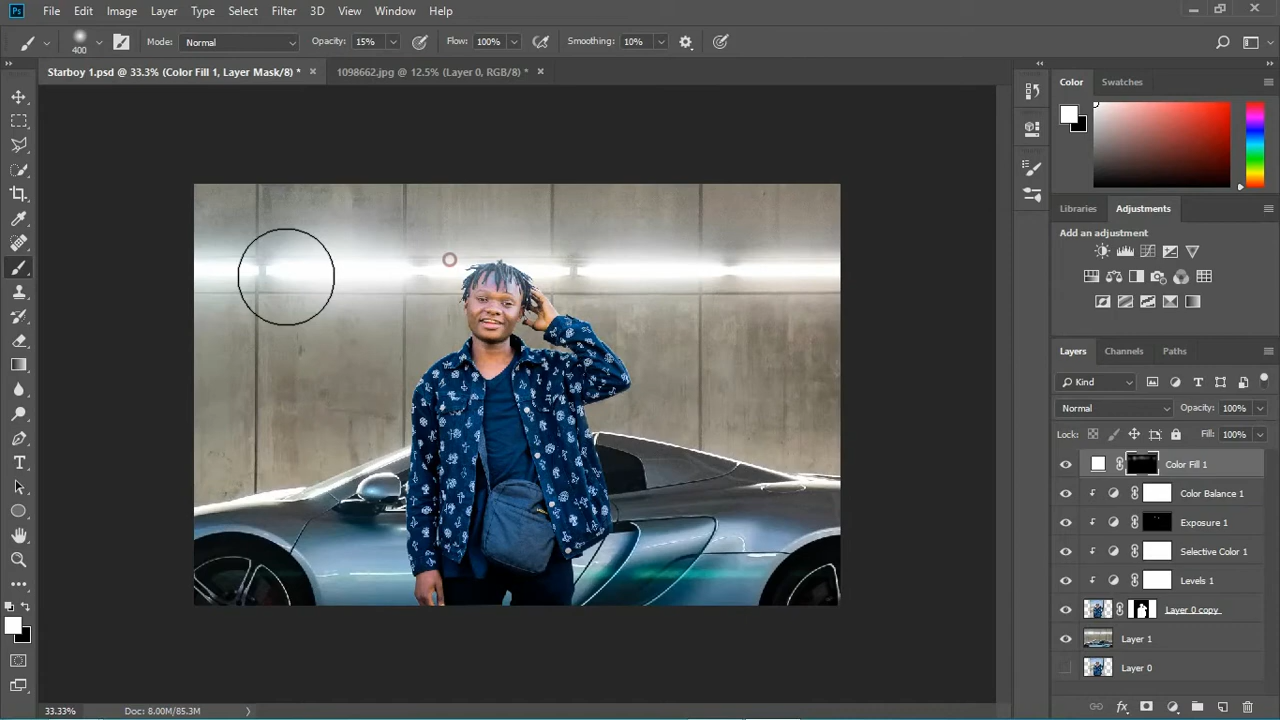 Ps File Edit Image Layer Type Select Filter 3D View Window Help
400 Mode: Normal Opacity: 15% Flow: 100% Smoothing: 10%
Starboy 1.psd @ 33.3% (Color Fill 1, Layer Mask/8) * × 1098662.jpg @ 12.5% (Layer 0, RGB/8) * ×
Color Swatches
Libraries Adjustments
Add an adjustment
Layers Channels Paths
Kind
Normal Opacity: 100%
Lock: Fill: 100%
Color Fill 1
Color Balance 1
Exposure 1
Selective Color 1
Levels 1
Layer 0 copy
Layer 1
Layer 0
33.33% Doc: 8.00M/85.3M